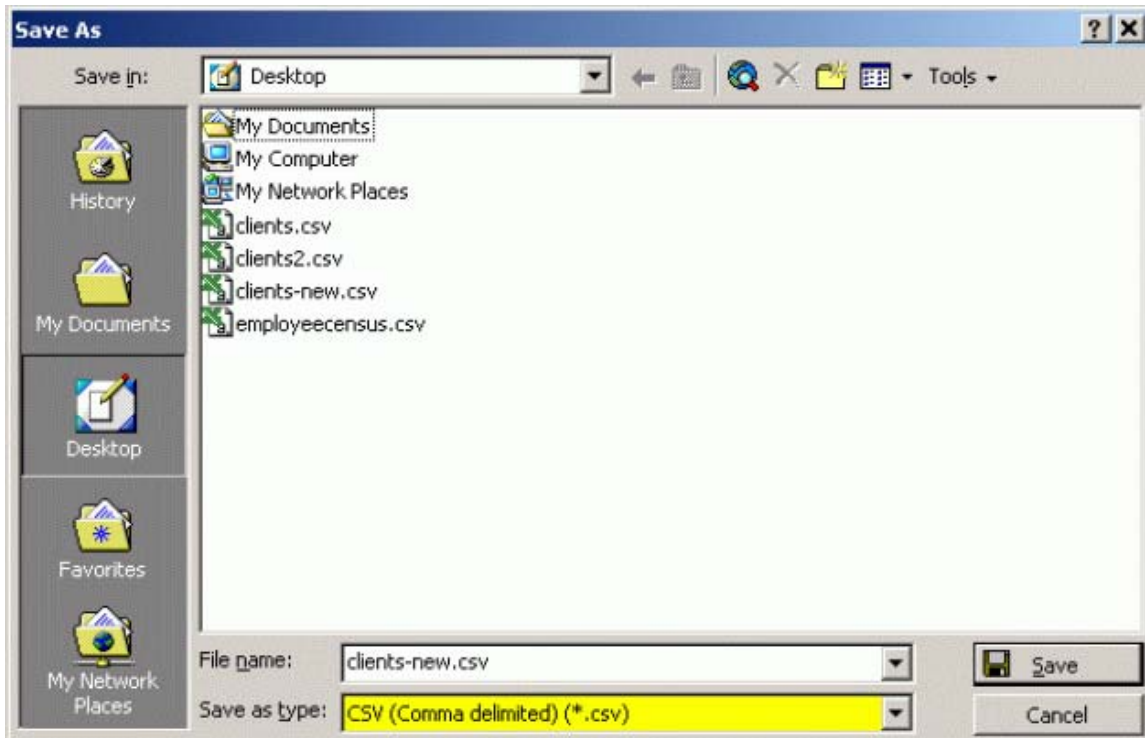 Save As
Save in:
Desktop
Tools
History
My Documents
Desktop
Favorites
My Network
Places
My Documents
My Computer
My Network Places
clients.csv
clients2.csv
clients-new.csv
employeecensus.csv
File name:
clients-new.csv
Save
Save as type:
CSV (Comma delimited) (*.csv)
Cancel